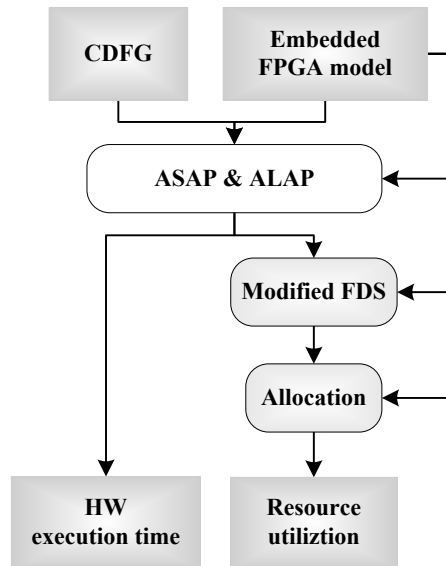 CDFG
Embedded
FPGA model
ASAP & ALAP
Modified FDS
Allocation
HW
execution time
Resource
utiliztion